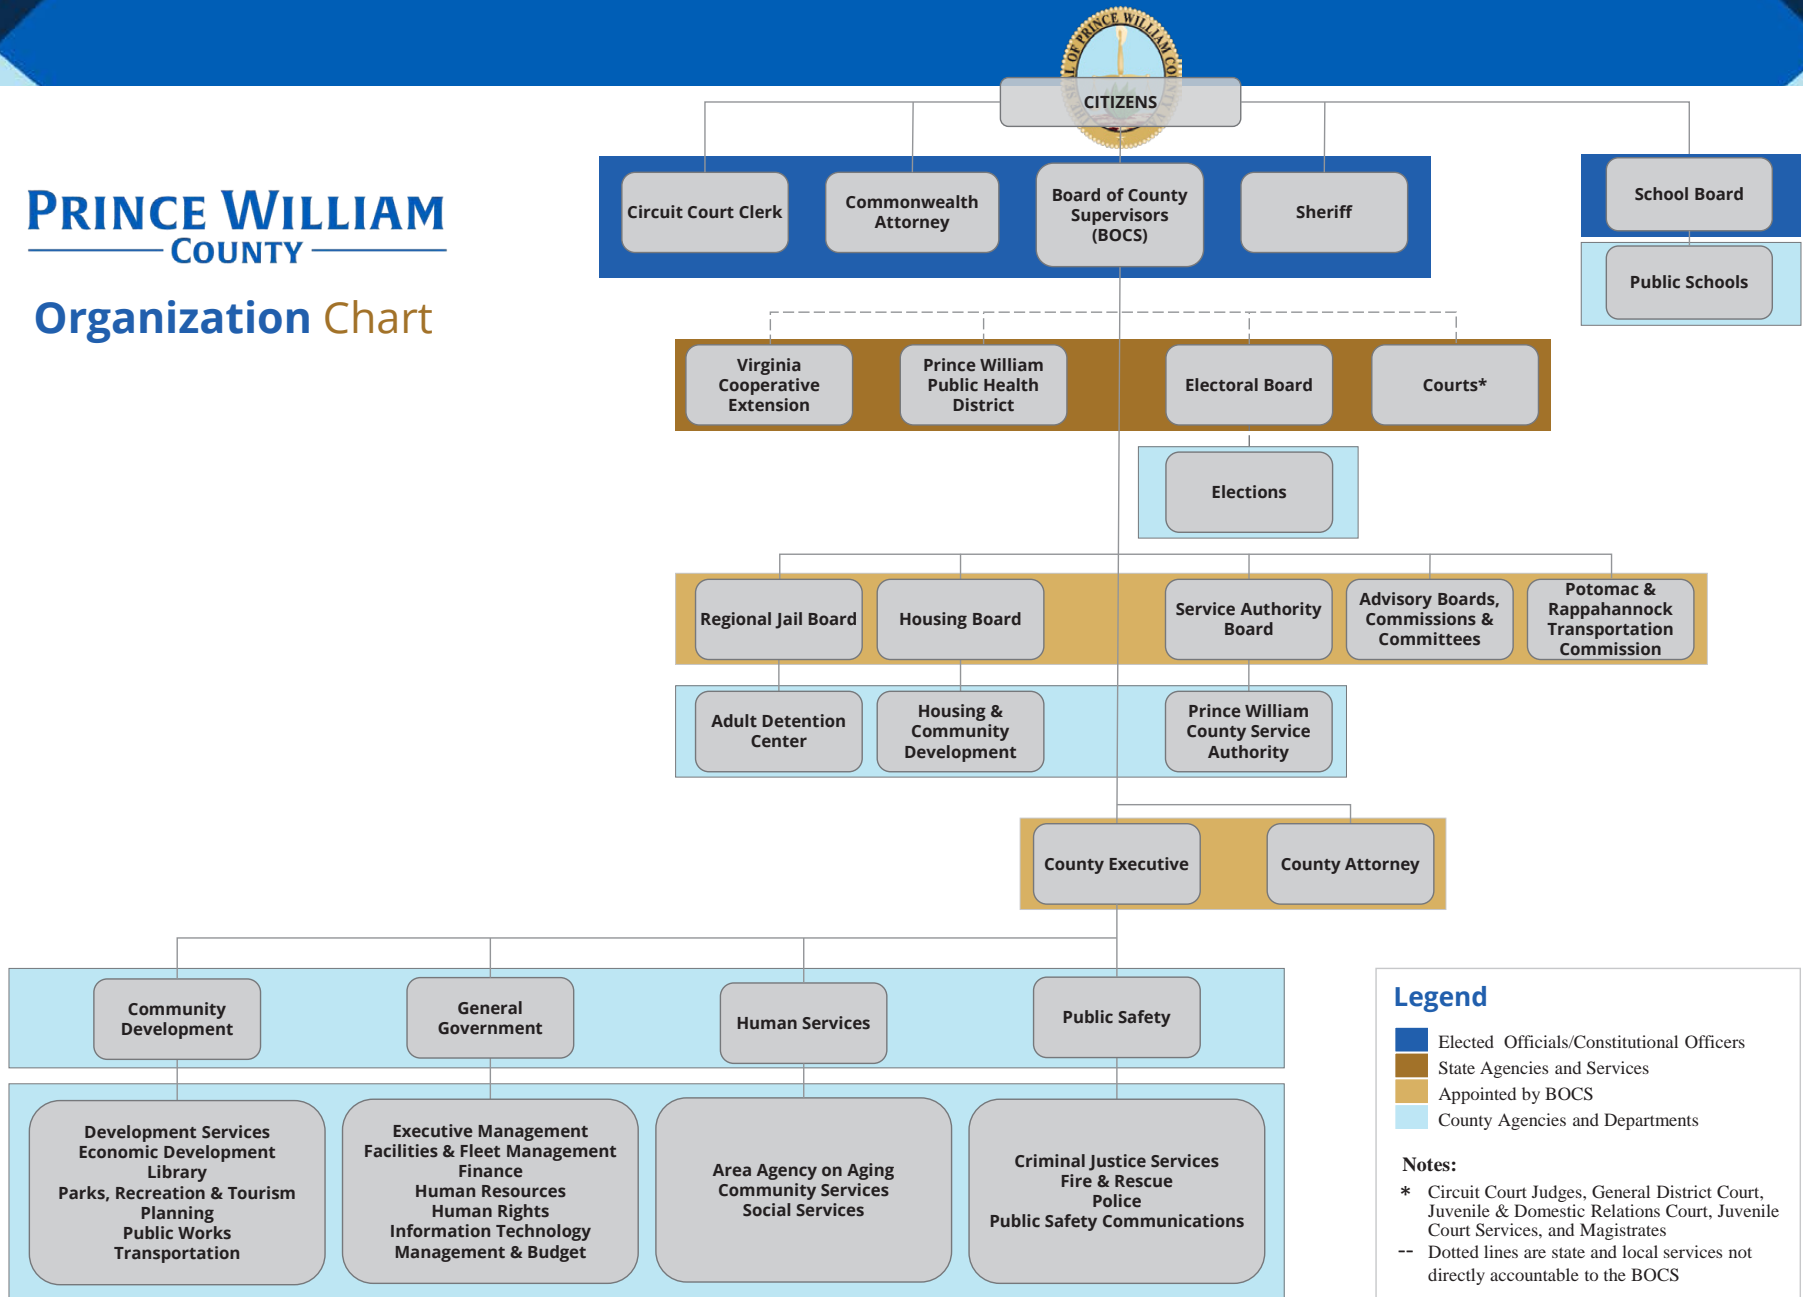 CITIZENS
PRINCE WILLIAM
COUNTY
Organization Chart
Circuit Court Clerk
Commonwealth
Attorney
Board of County
Supervisors
(BOCS)
Sheriff
School Board
Public Schools
Virginia
Cooperative
Extension
Prince William
Public Health
District
Electoral Board
Courts*
Elections
Regional Jail Board
Housing Board
Service Authority
Board
Advisory Boards,
Commissions &
Committees
Potomac &
Rappahannock
Transportation
Commission
Adult Detention
Center
Housing &
Community
Development
Prince William
County Service
Authority
County Executive
County Attorney
Community
Development
General
Government
Human Services
Public Safety
Development Services
Economic Development
Library
Parks, Recreation & Tourism
Planning
Public Works
Transportation
Executive Management
Facilities & Fleet Management
Finance
Human Resources
Human Rights
Information Technology
Management & Budget
Area Agency on Aging
Community Services
Social Services
Criminal Justice Services
Fire & Rescue
Police
Public Safety Communications
Legend
Elected Officials/Constitutional Officers
State Agencies and Services
Appointed by BOCS
County Agencies and Departments
Notes:
* Circuit Court Judges, General District Court,
Juvenile & Domestic Relations Court, Juvenile
Court Services, and Magistrates
-- Dotted lines are state and local services not
directly accountable to the BOCS